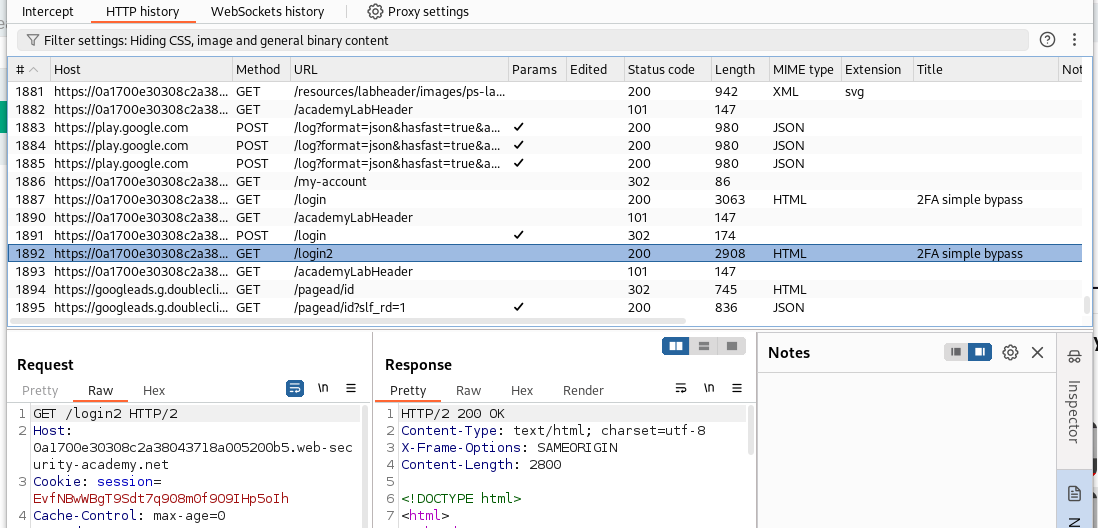 Intercept HTTP history WebSockets history Proxy settings
Filter settings: Hiding CSS, image and general binary content
# Host Method URL Params Edited Status code Length MIME type Extension Title Not
1881 https://0a1700e30308c2a38... GET /resources/labheader/images/ps-la... 200 942 XML svg
1882 https://0a1700e30308c2a38... GET /academyLabHeader 101 147
1883 https://play.google.com POST /log?format=json&hasfast=true&a... ✓ 200 980 JSON
1884 https://play.google.com POST /log?format=json&hasfast=true&a... ✓ 200 980 JSON
1885 https://play.google.com POST /log?format=json&hasfast=true&a... ✓ 200 980 JSON
1886 https://0a1700e30308c2a38... GET /my-account 302 86
1887 https://0a1700e30308c2a38... GET /login 200 3063 HTML 2FA simple bypass
1890 https://0a1700e30308c2a38... GET /academyLabHeader 101 147
1891 https://0a1700e30308c2a38... POST /login ✓ 302 174
1892 https://0a1700e30308c2a38... GET /login2 200 2908 HTML 2FA simple bypass
1893 https://0a1700e30308c2a38... GET /academyLabHeader 101 147
1894 https://googleads.g.doublecli... GET /pagead/id 302 745 HTML
1895 https://googleads.g.doublecli... GET /pagead/id?slf_rd=1 ✓ 200 836 JSON
Request
Pretty Raw Hex \n
1 GET /login2 HTTP/2
2 Host:
0a1700e30308c2a38043718a005200b5.web-sec
urity-academy.net
3 Cookie: session=
EvfNBwWBgT9Sdt7q908m0f9O9IHp5oIh
4 Cache-Control: max-age=0
Response
Pretty Raw Hex Render \n
1 HTTP/2 200 OK
2 Content-Type: text/html; charset=utf-8
3 X-Frame-Options: SAMEORIGIN
4 Content-Length: 2800
5
6 <!DOCTYPE html>
7 <html>
Notes
Inspector